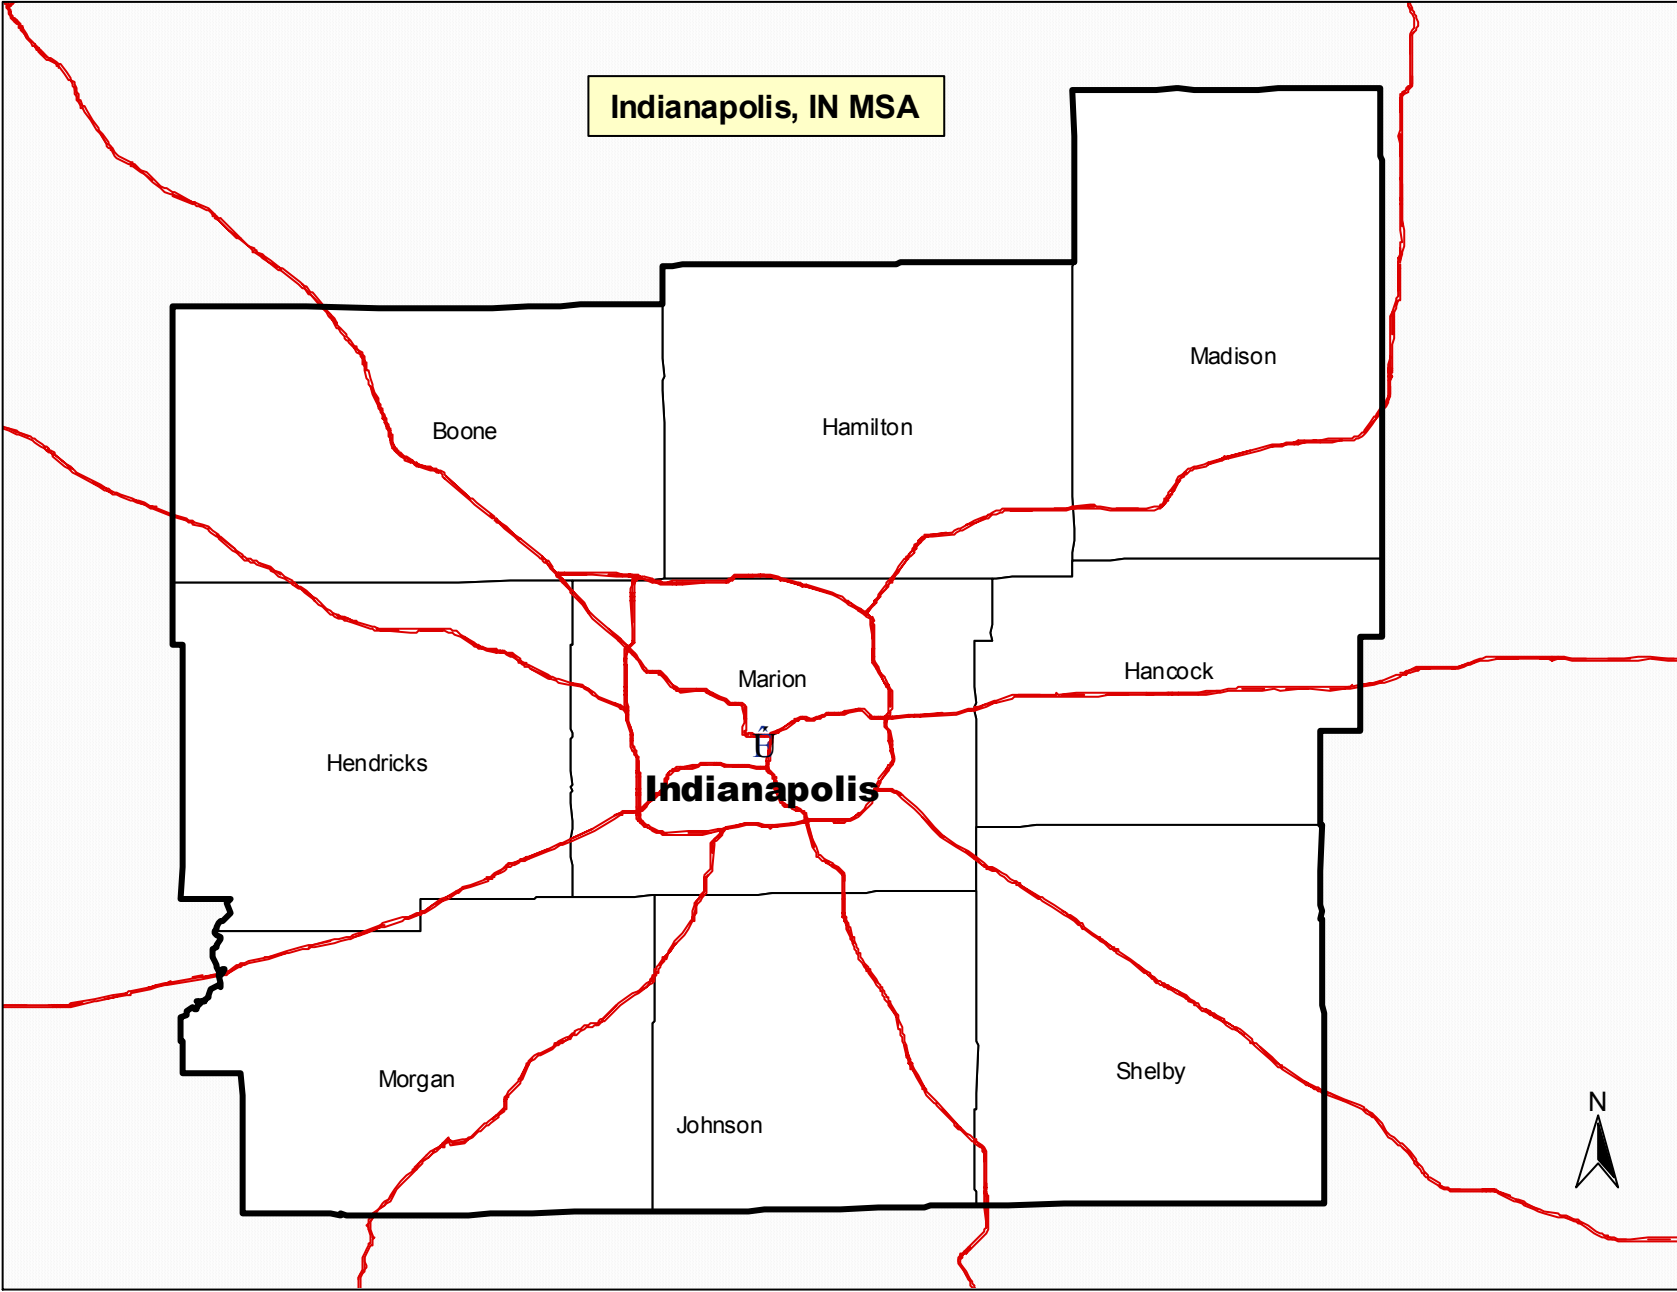 Indianapolis, IN MSA
Madison
Boone
Hamilton
Marion
Hancock
Hendricks
Indianapolis
Morgan
Shelby
Johnson
N